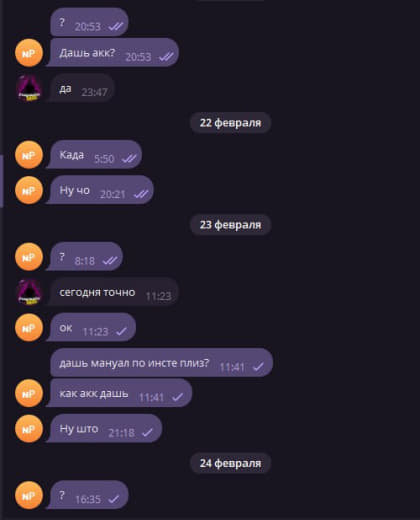 ?
20:53
NP
Дашь акк?
20:53
да
23:47
22 февраля
NP
Када
5:50
NP
Ну чо
20:21
23 февраля
NP
?
8:18
сегодня точно
11:23
NP
ок
11:23
дашь мануал по инсте плиз?
11:41
NP
как акк дашь
11:41
NP
Ну што
21:18
24 февраля
NP
?
16:35